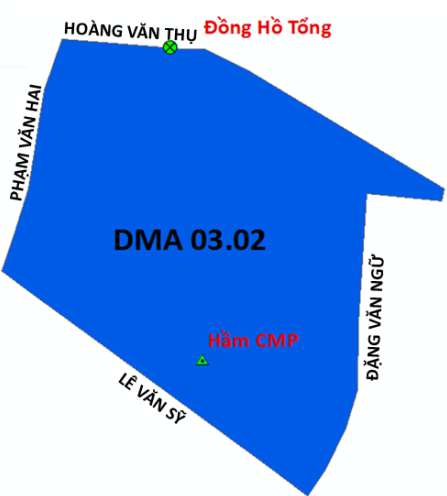 HOÀNG VĂN THỤ
Đồng Hồ Tổng
PHẠM VĂN HAI
DMA 03.02
ĐẶNG VĂN NGỮ
Hầm CMP
LÊ VĂN SỸ